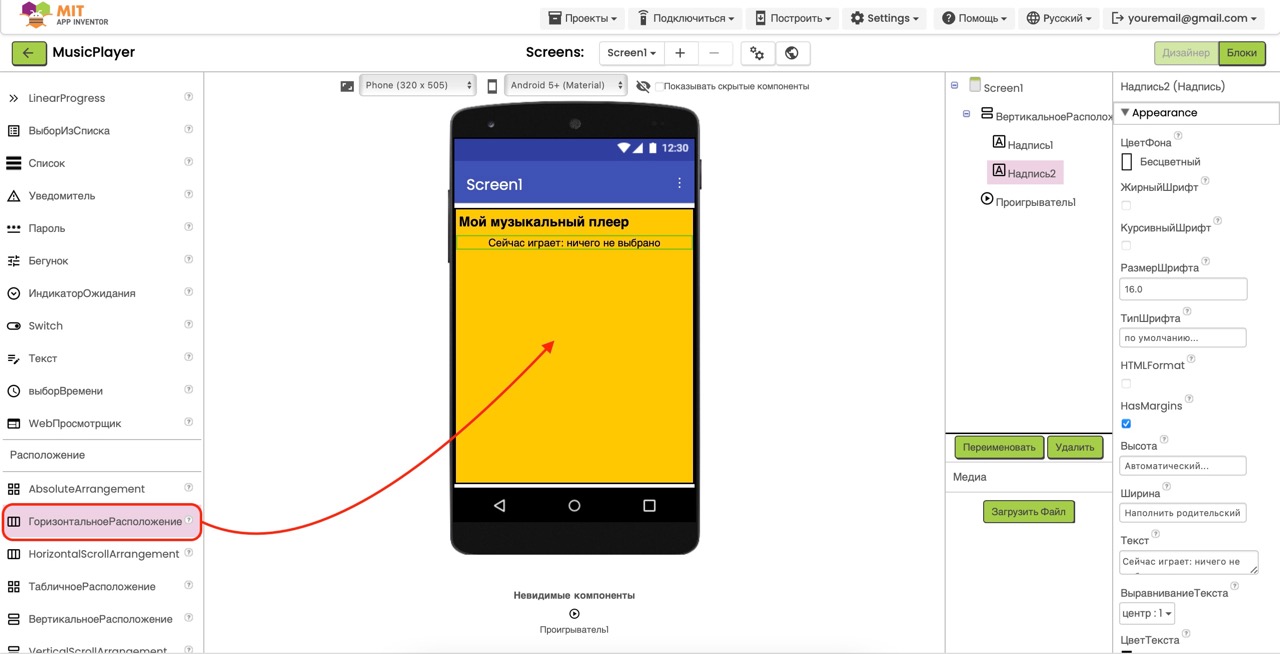 MIT
APP INVENTOR
Проекты
Подключиться
Построить
Settings
Помощь
Русский
youremail@gmail.com
MusicPlayer
Screens:
Screen1
Дизайнер
Блоки
LinearProgress
ВыборИзСписка
Список
Уведомитель
Пароль
Бегунок
ИндикаторОжидания
Switch
Текст
выборВремени
WebПросмотрщик
Расположение
AbsoluteArrangement
ГоризонтальноеРасположение
HorizontalScrollArrangement
ТабличноеРасположение
ВертикальноеРасположение
VerticalScrollArrangement
Phone (320 x 505)
Android 5+ (Material)
Показывать скрытые компоненты
12:30
Screen1
Мой музыкальный плеер
Сейчас играет: ничего не выбрано
Невидимые компоненты
Проигрыватель1
Screen1
ВертикальноеРасполож
Надпись1
Надпись2
Проигрыватель1
Переименовать
Удалить
Медиа
Загрузить Файл
Надпись2 (Надпись)
Appearance
ЦветФона
Бесцветный
ЖирныйШрифт
КурсивныйШрифт
РазмерШрифта
16.0
ТипШрифта
по умолчанию...
HTMLFormat
HasMargins
Высота
Автоматический...
Ширина
Наполнить родительский
Текст
Сейчас играет: ничего не
ВыравниваниеТекста
центр : 1
ЦветТекста